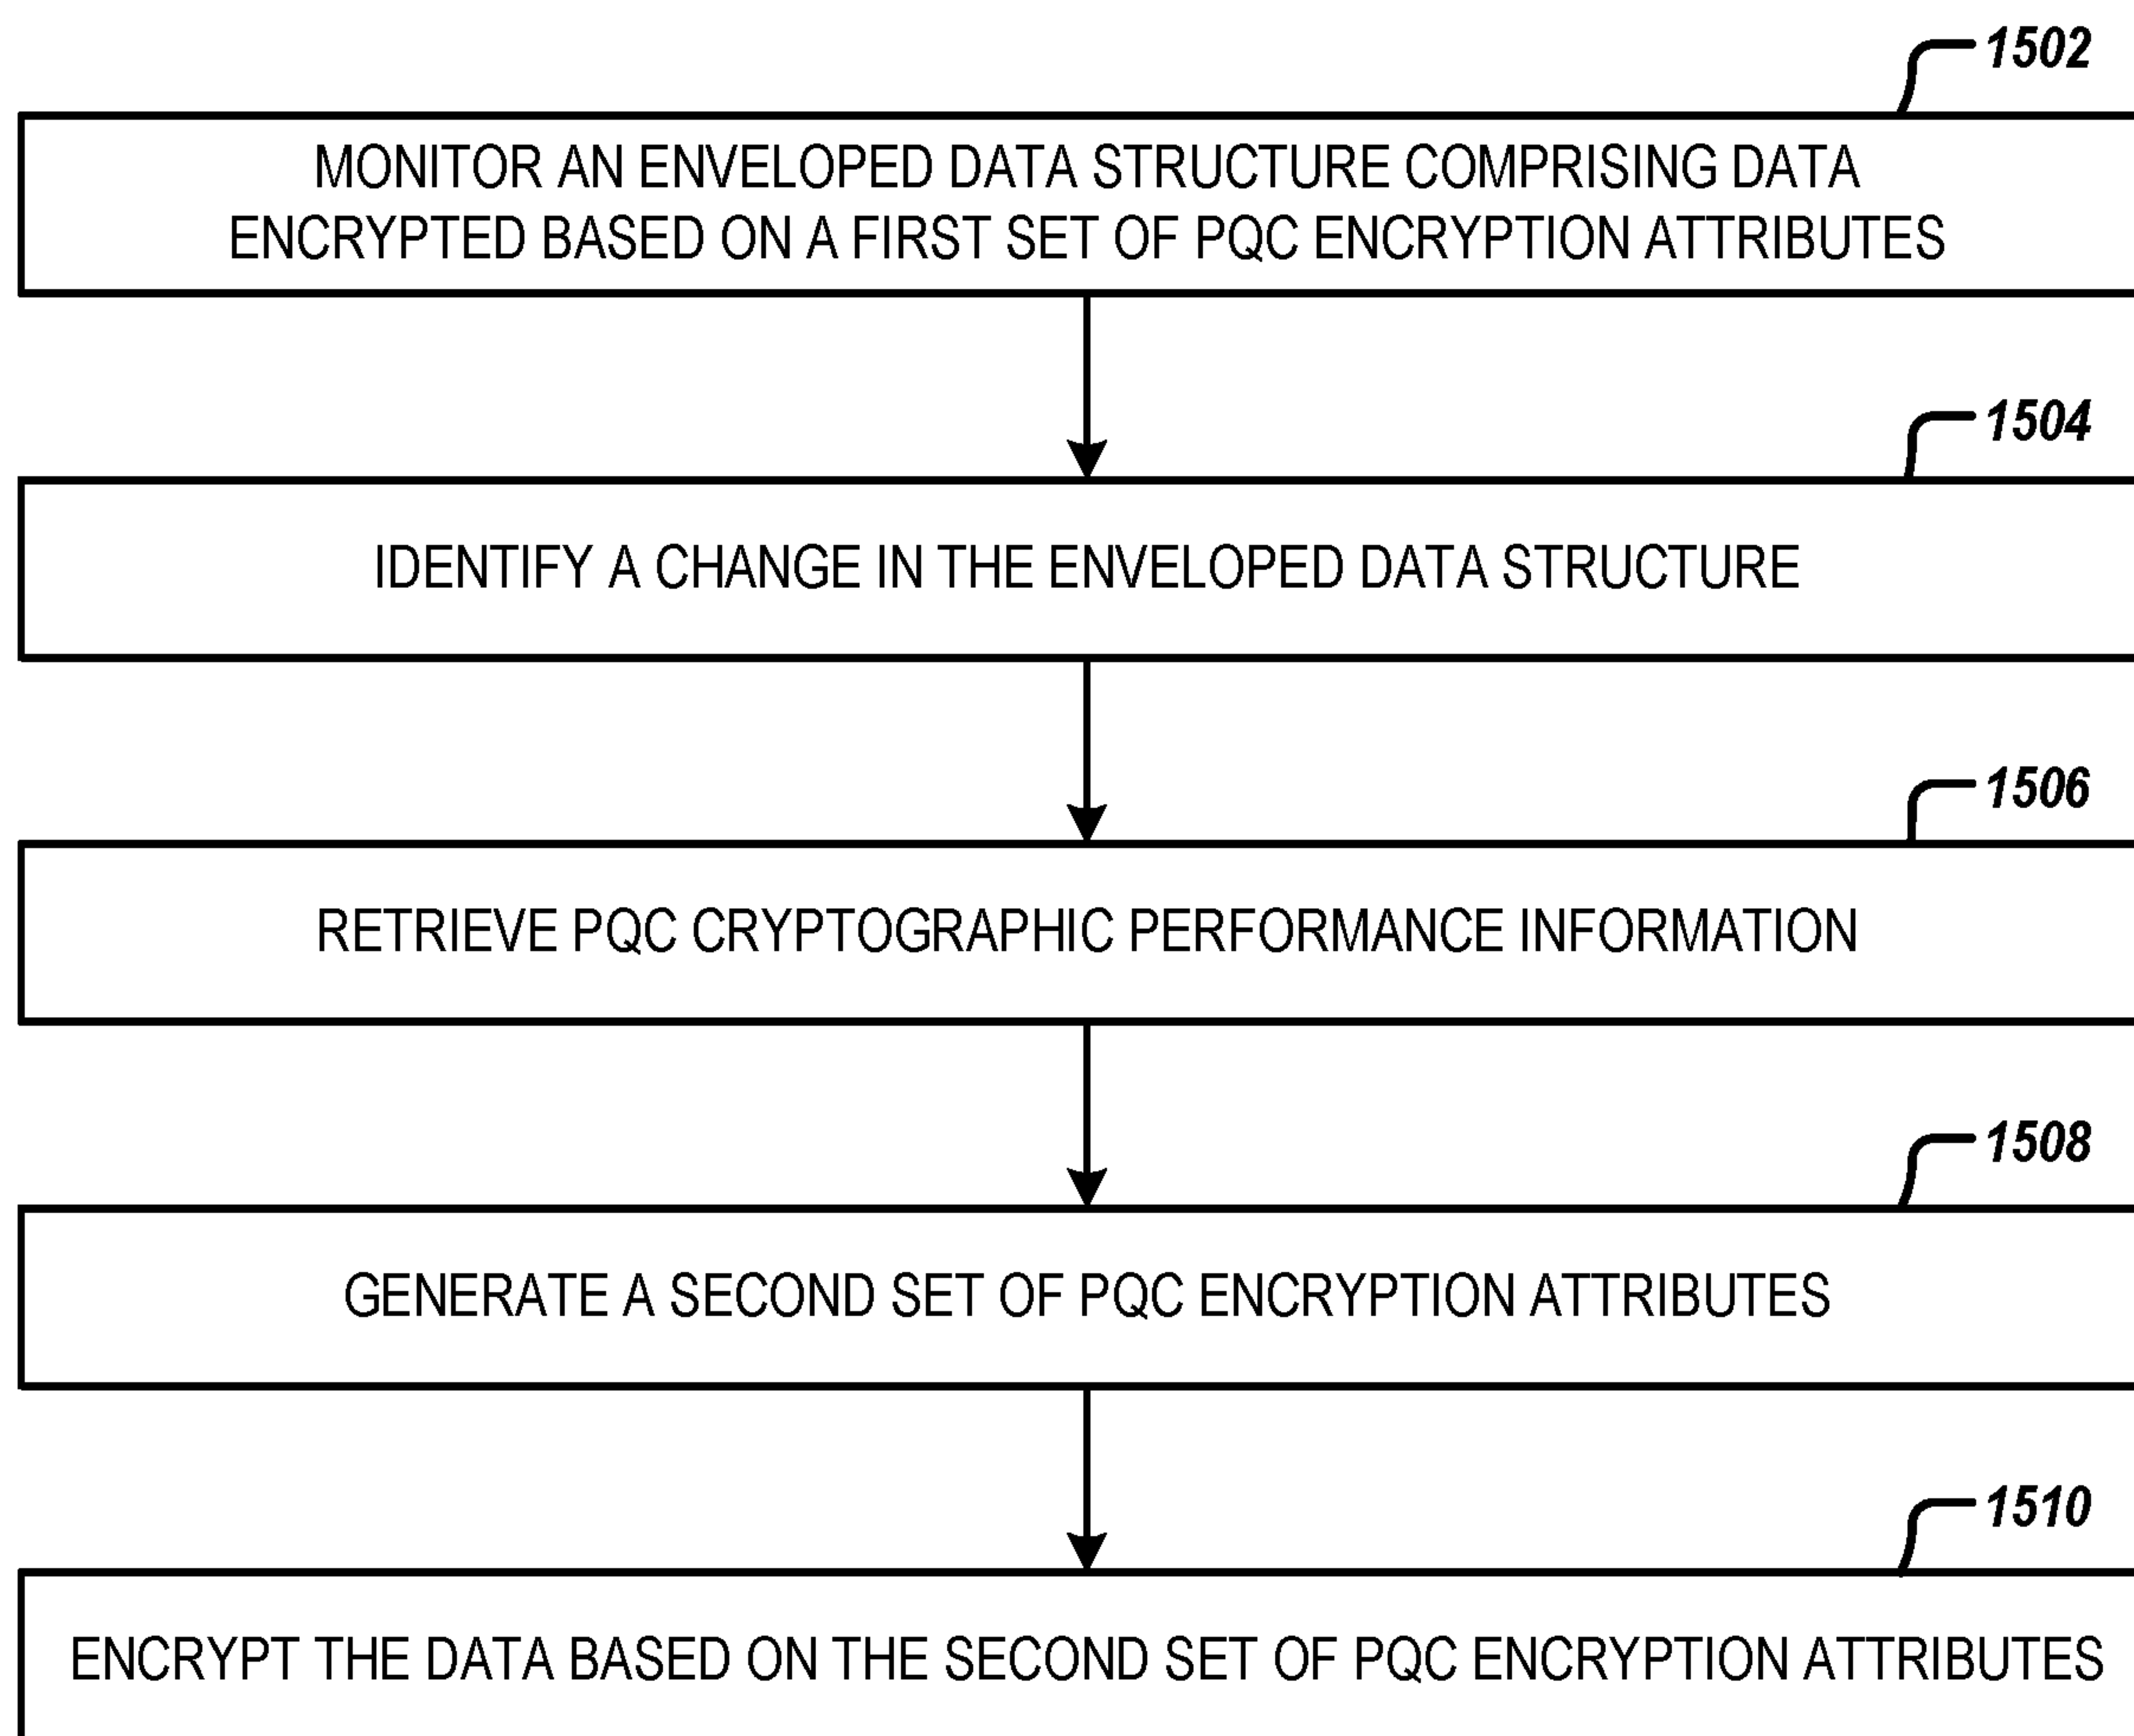 1502
MONITOR AN ENVELOPED DATA STRUCTURE COMPRISING DATA
ENCRYPTED BASED ON A FIRST SET OF PQC ENCRYPTION ATTRIBUTES
1504
IDENTIFY A CHANGE IN THE ENVELOPED DATA STRUCTURE
1506
RETRIEVE PQC CRYPTOGRAPHIC PERFORMANCE INFORMATION
1508
GENERATE A SECOND SET OF PQC ENCRYPTION ATTRIBUTES
1510
ENCRYPT THE DATA BASED ON THE SECOND SET OF PQC ENCRYPTION ATTRIBUTES